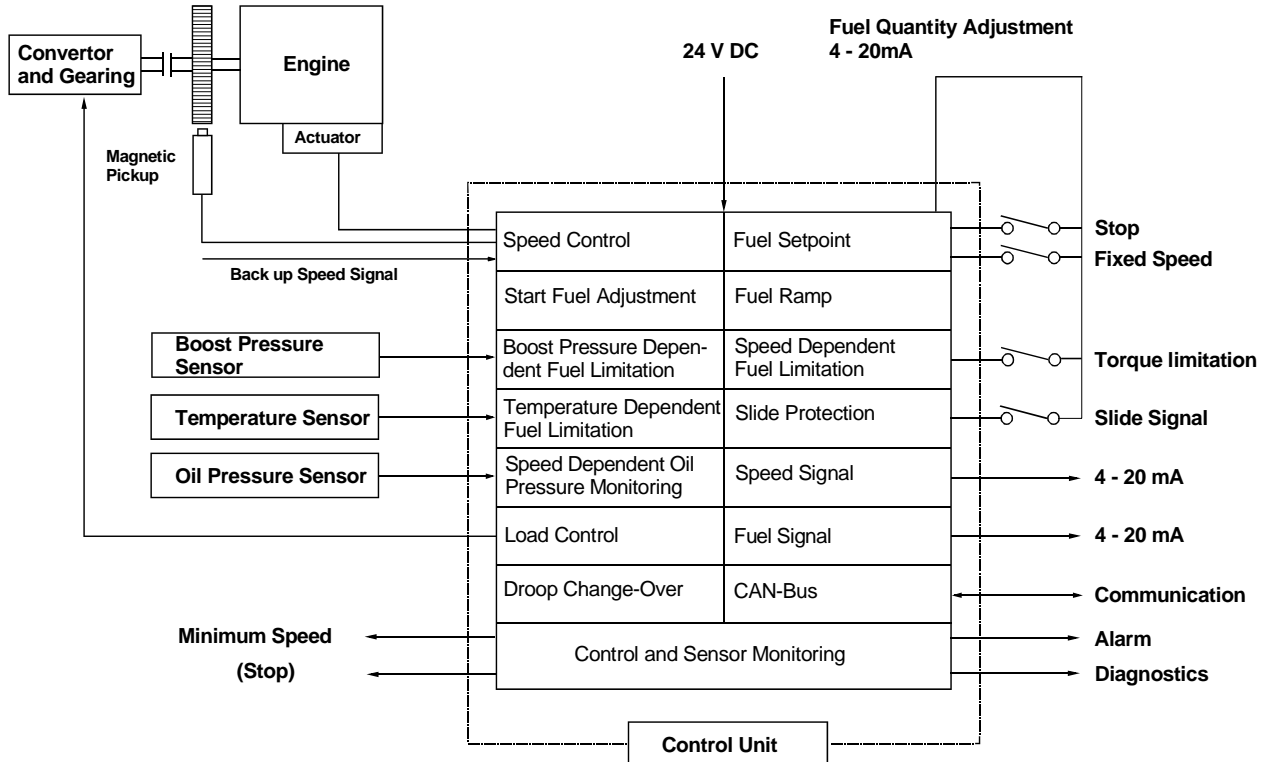 Fuel Quantity Adjustment
4 - 20mA
24 V DC
Convertor
and Gearing
Engine
Actuator
Magnetic
Pickup
Speed Control
Fuel Setpoint
Stop
Fixed Speed
Back up Speed Signal
Start Fuel Adjustment
Fuel Ramp
Boost Pressure
Sensor
Boost Pressure Depen-
dent Fuel Limitation
Speed Dependent
Fuel Limitation
Torque limitation
Temperature Sensor
Temperature Dependent
Fuel Limitation
Slide Protection
Slide Signal
Oil Pressure Sensor
Speed Dependent Oil
Pressure Monitoring
Speed Signal
4 - 20 mA
Load Control
Fuel Signal
4 - 20 mA
Droop Change-Over
CAN-Bus
Communication
Minimum Speed
(Stop)
Control and Sensor Monitoring
Alarm
Diagnostics
Control Unit